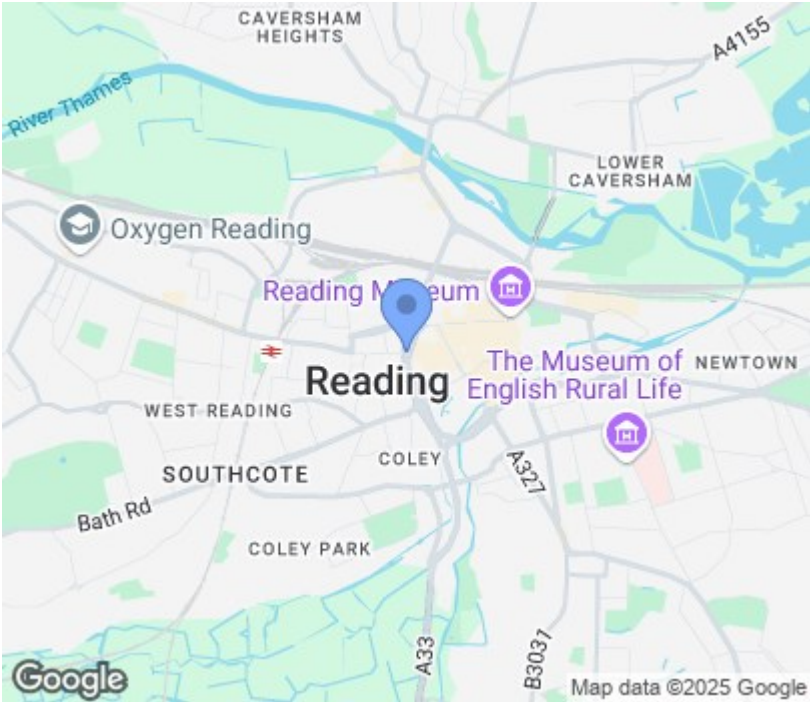 CAVERSHAM
HEIGHTS
A4155
River Thames
LOWER
CAVERSHAM
Oxygen Reading
Reading Museum
The Museum of
English Rural Life
NEWTOWN
Reading
WEST READING
COLEY
SOUTHCOTE
A327
Bath Rd
COLEY PARK
A33
B3031
Google
Map data ©2025 Google